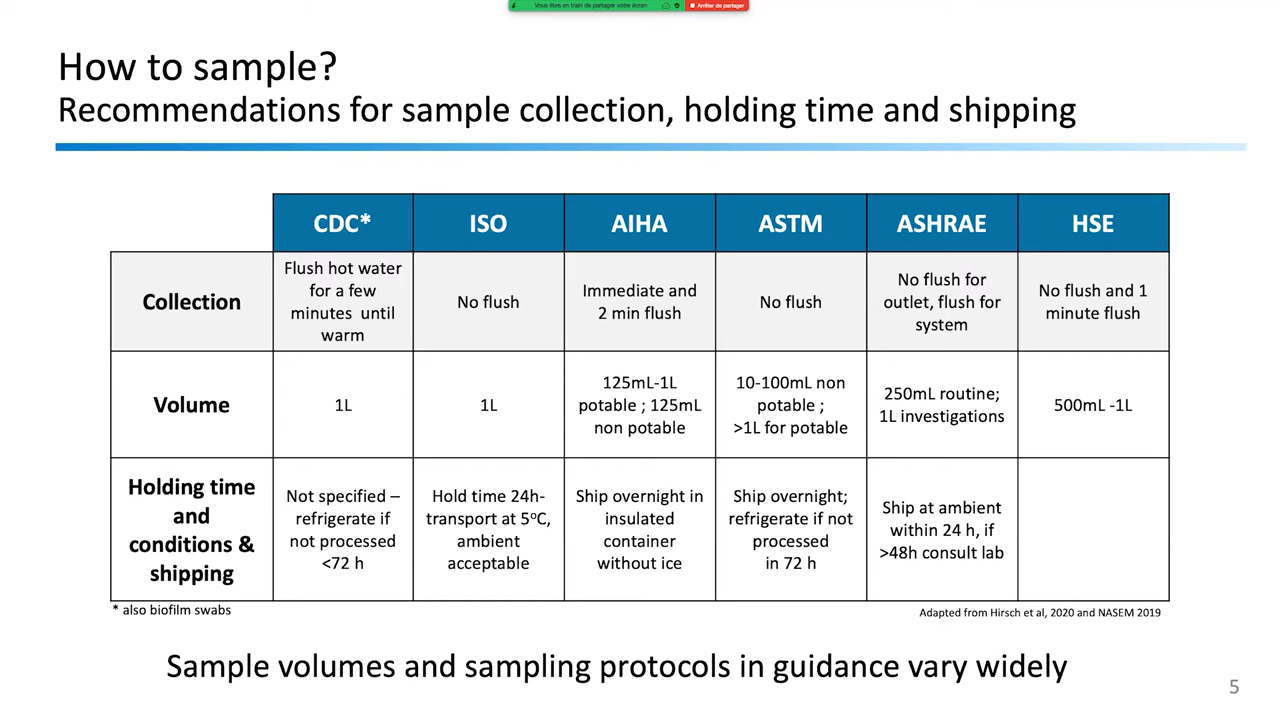 Vous êtes en train de partager votre écran
Arrêter de partager
How to sample?
Recommendations for sample collection, holding time and shipping
CDC*
ISO
AIHA
ASTM
ASHRAE
HSE
Collection
Flush hot water
for a few
minutes until
warm
No flush
Immediate and
2 min flush
No flush
No flush for
outlet, flush for
system
No flush and 1
minute flush
Volume
1L
1L
125mL-1L
potable ; 125mL
non potable
10-100mL non
potable ;
>1L for potable
250mL routine;
1L investigations
500mL -1L
Holding time
and
conditions &
shipping
Not specified –
refrigerate if
not processed
<72 h
Hold time 24h-
transport at 5°C,
ambient
acceptable
Ship overnight in
insulated
container
without ice
Ship overnight;
refrigerate if not
processed
in 72 h
Ship at ambient
within 24 h, if
>48h consult lab
* also biofilm swabs
Adapted from Hirsch et al, 2020 and NASEM 2019
Sample volumes and sampling protocols in guidance vary widely
5